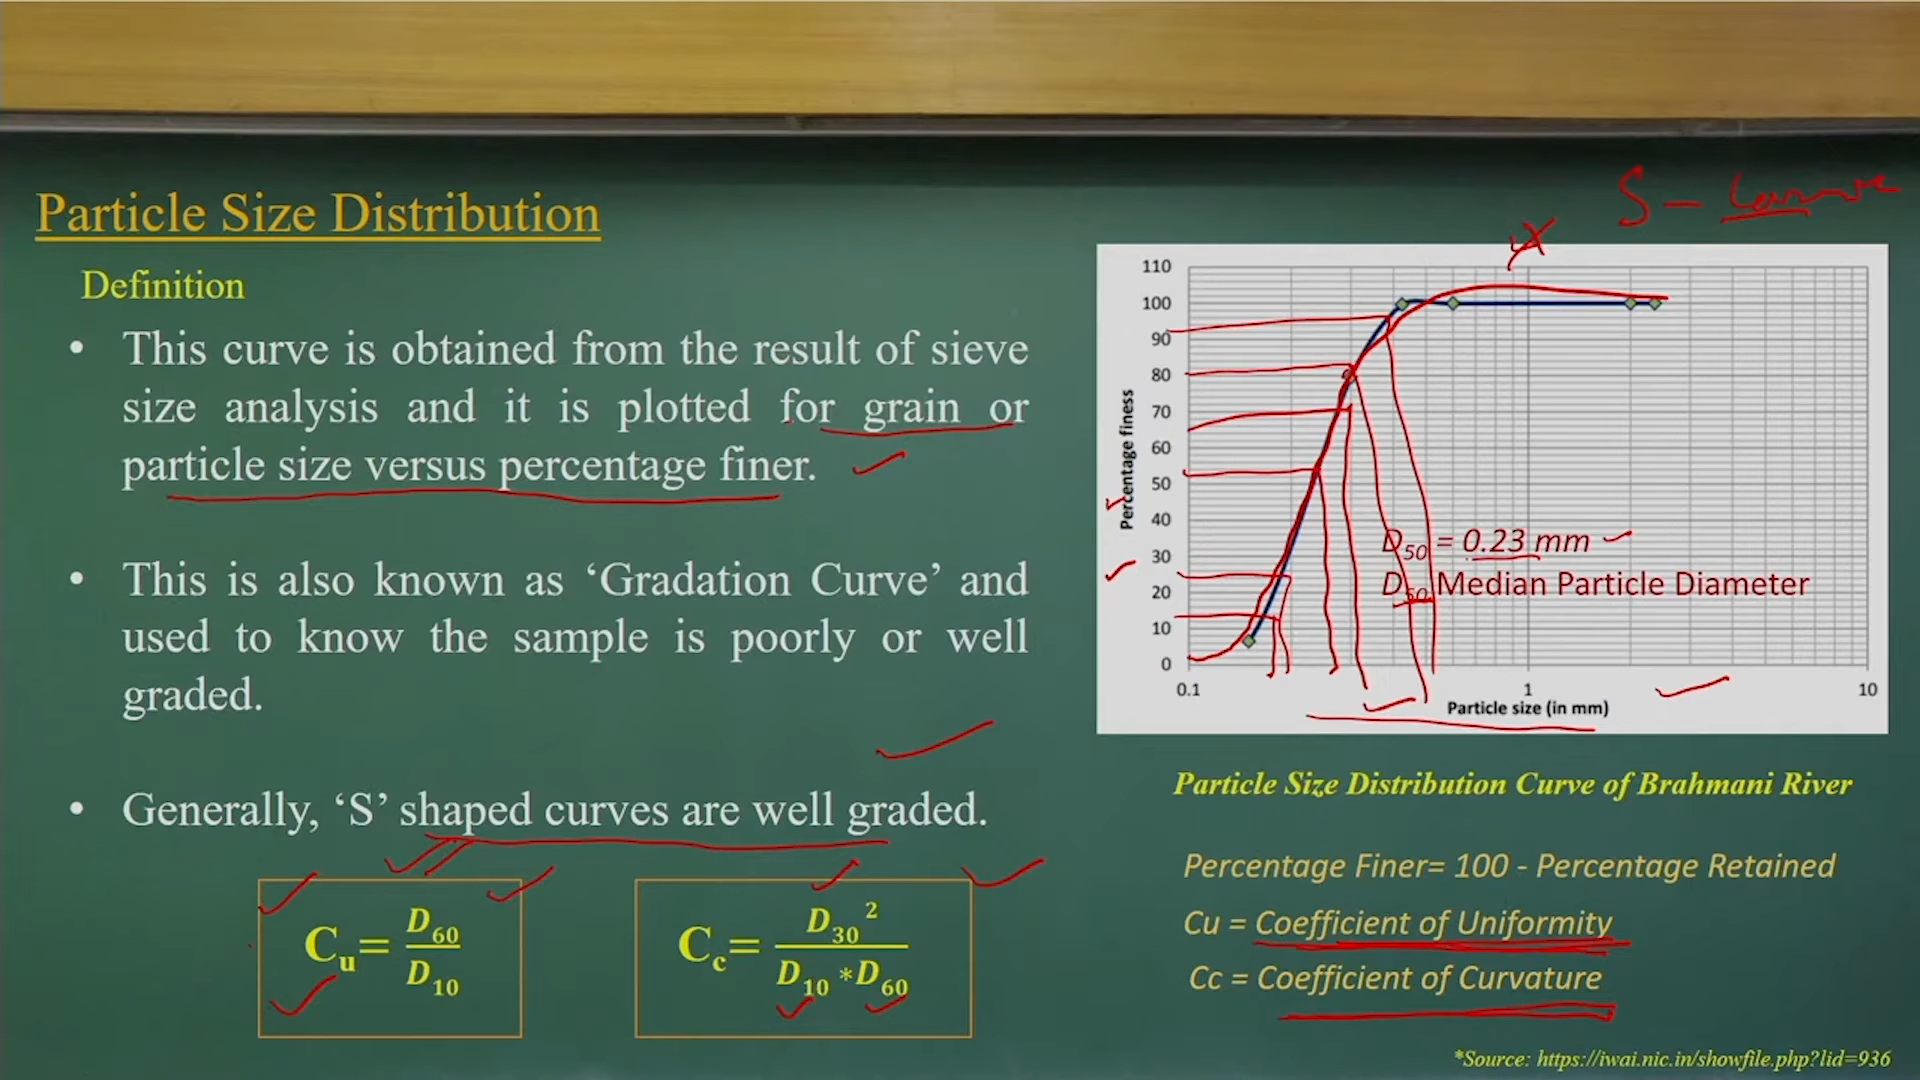 Particle Size Distribution
Definition
• This curve is obtained from the result of sieve
size analysis and it is plotted for grain or
particle size versus percentage finer.
• This is also known as ‘Gradation Curve’ and
used to know the sample is poorly or well
graded.
• Generally, ‘S’ shaped curves are well graded.
Cu= D60/D10
Cc= D30²/D10 *D60
S - Curve
110
100
90
80
70
60
50
40
30
20
10
0
Percentage finess
D50 = 0.23 mm
D50 Median Particle Diameter
0.1 1 10
Particle size (in mm)
Particle Size Distribution Curve of Brahmani River
Percentage Finer= 100 - Percentage Retained
Cu = Coefficient of Uniformity
Cc = Coefficient of Curvature
*Source: https://iwai.nic.in/showfile.php?lid=936